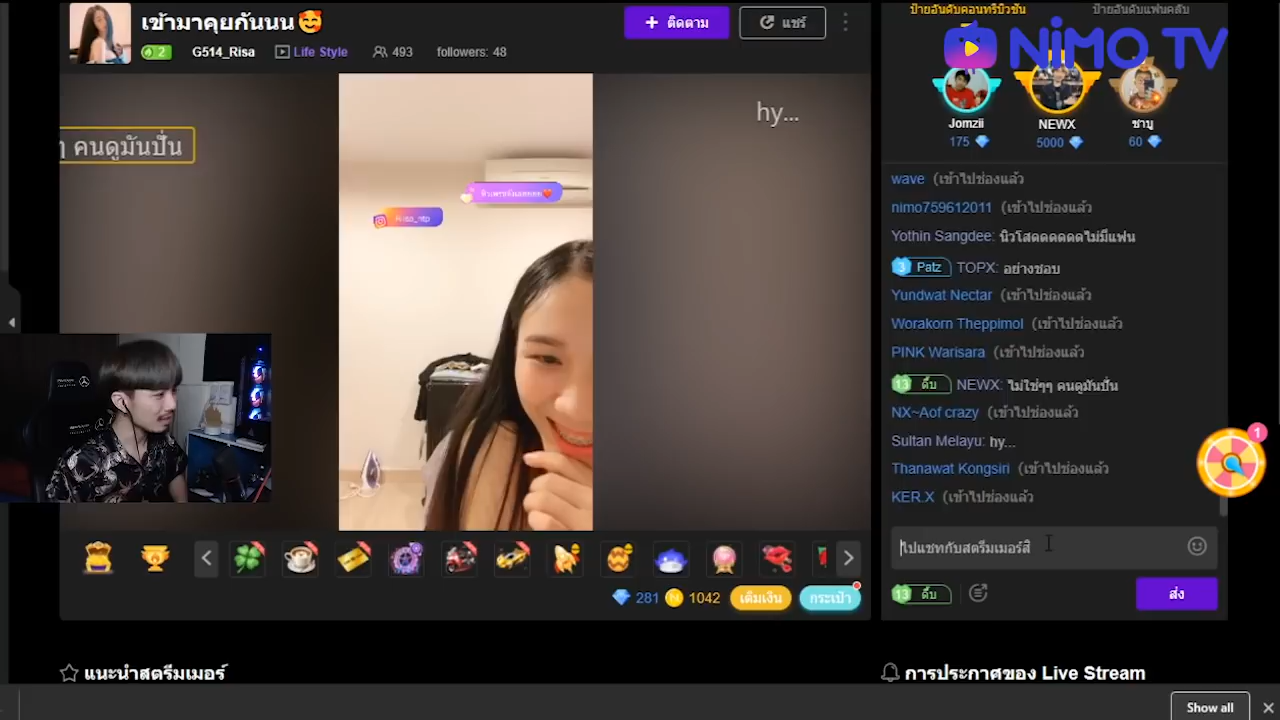 เข้ามาคุยกันนน🥰
2 G514_Risa Life Style 493 followers: 48
ติดตาม
แชร์
ป้ายอันดับคอนทริบิวชัน
ป้ายอันดับแฟนคลับ
NIMO TV
Jomzii
175
NEWX
5000
ชาบู
60
ๆ คนดูมันปั่น
hy...
wave (เข้าไปช่องแล้ว
nimo759612011 (เข้าไปช่องแล้ว
Yothin Sangdee: นิวโสดดดดดดไม่มีแฟน
3 Patz TOPX: อย่างชอบ
Yundwat Nectar (เข้าไปช่องแล้ว
Worakorn Theppimol (เข้าไปช่องแล้ว
PINK Warisara (เข้าไปช่องแล้ว
13 ตึ๊บ NEWX: ไม่ใช่ๆๆ คนดูมันปั่น
NX~Aof crazy (เข้าไปช่องแล้ว
Sultan Melayu: hy...
Thanawat Kongsiri (เข้าไปช่องแล้ว
KER.X (เข้าไปช่องแล้ว
1
ไปแชทกับสตรีมเมอร์สิ
13 ตึ๊บ
ส่ง
281 1042 เติมเงิน กระเป๋า
แนะนำสตรีมเมอร์
การประกาศของ Live Stream
Show all